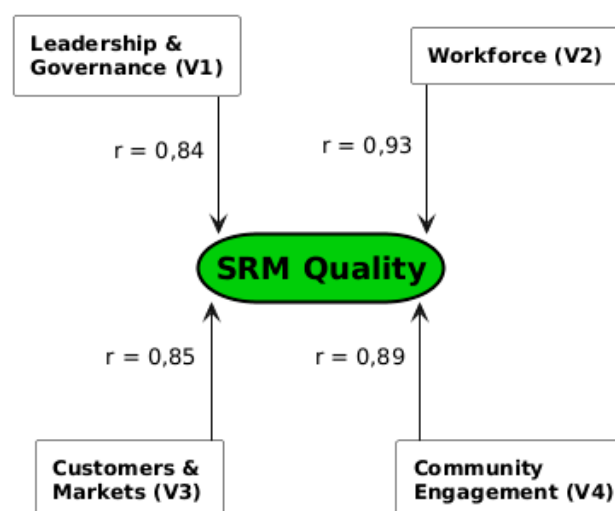 Leadership &
Governance (V1)
Workforce (V2)
r = 0,84
r = 0,93
SRM Quality
r = 0,85
r = 0,89
Customers &
Markets (V3)
Community
Engagement (V4)